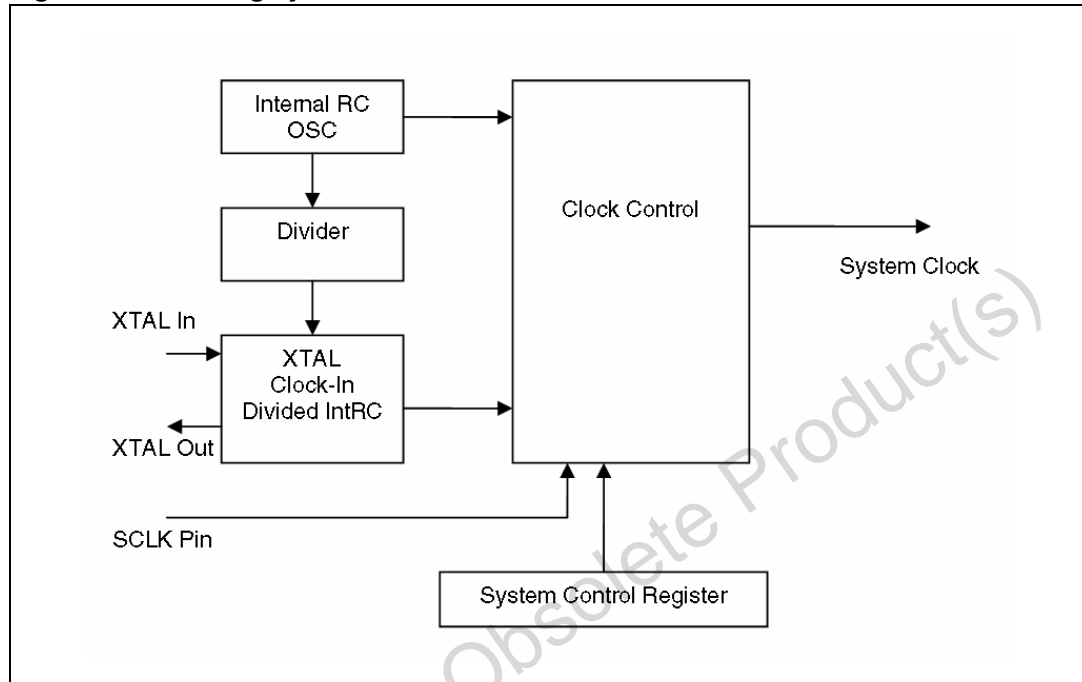 Internal RC
OSC
Divider
Clock Control
System Clock
XTAL In
XTAL
Clock-In
Divided IntRC
XTAL Out
SCLK Pin
System Control Register
Obsolete Product(s)